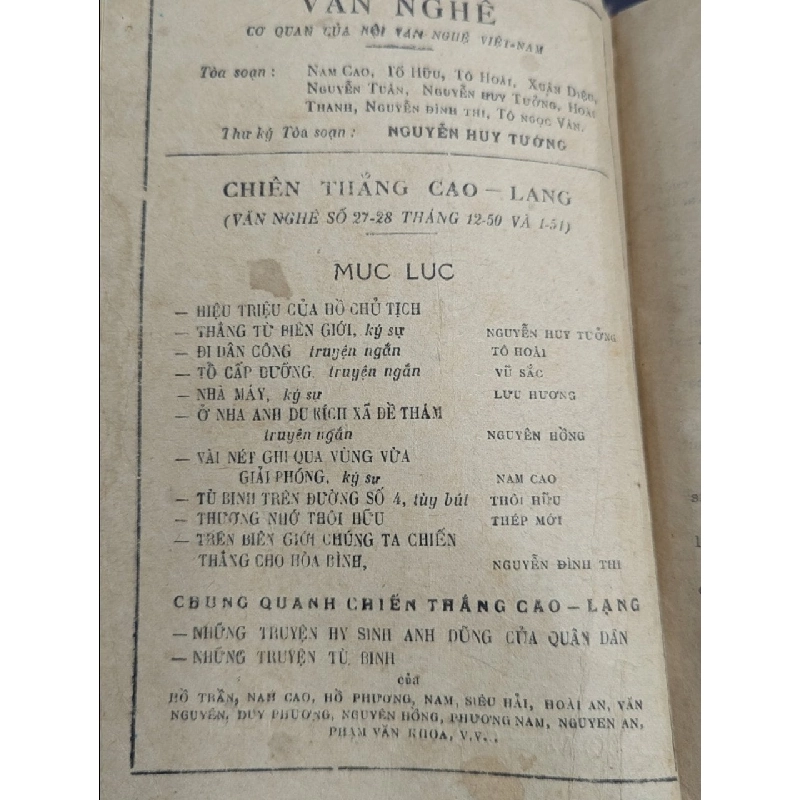 VĂN NGHỆ
CƠ QUAN CỦA HỘI VĂN NGHỆ VIỆT-NAM
Tòa soạn : NAM CAO, TỐ HỮU, TÔ HOÀI, XUÂN DIỆU,
NGUYỄN TUÂN, NGUYỄN HUY TƯỞNG, HOÀI
THANH, NGUYỄN ĐÌNH THI, TÔ NGỌC VÂN.
Thư ký Tòa soạn : NGUYỄN HUY TƯỞNG
CHIẾN THẮNG CAO – LẠNG
(VĂN NGHỆ SỐ 27-28 THÁNG 12-50 VÀ 1-51)
MỤC LỤC
— HIỆU TRIỆU CỦA HỒ CHỦ TỊCH
— THẮNG TỪ BIÊN GIỚI, ký sự NGUYỄN HUY TƯỞNG
— ĐI DÂN CÔNG truyện ngắn TÔ HOÀI
— TỔ CẤP DƯỠNG, truyện ngắn VŨ SẮC
— NHÀ MÁY, ký sự LƯU HƯƠNG
— Ở NHA ANH DU KÍCH XÃ ĐỀ THÁM
truyện ngắn NGUYÊN HỒNG
— VÀI NÉT GHI QUA VÙNG VỪA
GIẢI PHÓNG, ký sự NAM CAO
— TÙ BINH TRÊN ĐƯỜNG SỐ 4, tùy bút THÔI HỮU
— THƯƠNG NHỚ THÔI HỮU THÉP MỚI
— TRÊN BIÊN GIỚI CHÚNG TA CHIẾN
THẮNG CHO HÒA BÌNH, NGUYỄN ĐÌNH THI
CHUNG QUANH CHIẾN THẮNG CAO – LẠNG
— NHỮNG TRUYỆN HY SINH ANH DŨNG CỦA QUÂN DÂN
— NHỮNG TRUYỆN TÙ BINH
của
HỒ TRẦN, NAM CAO, HỒ PHƯƠNG, NAM, SIÊU HẢI, HOÀI AN, VĂN
NGUYÊN, DUY PHƯƠNG, NGUYÊN HỒNG, PHƯƠNG NAM, NGUYEN AN,
PHẠM VĂN KHOA, V.V...